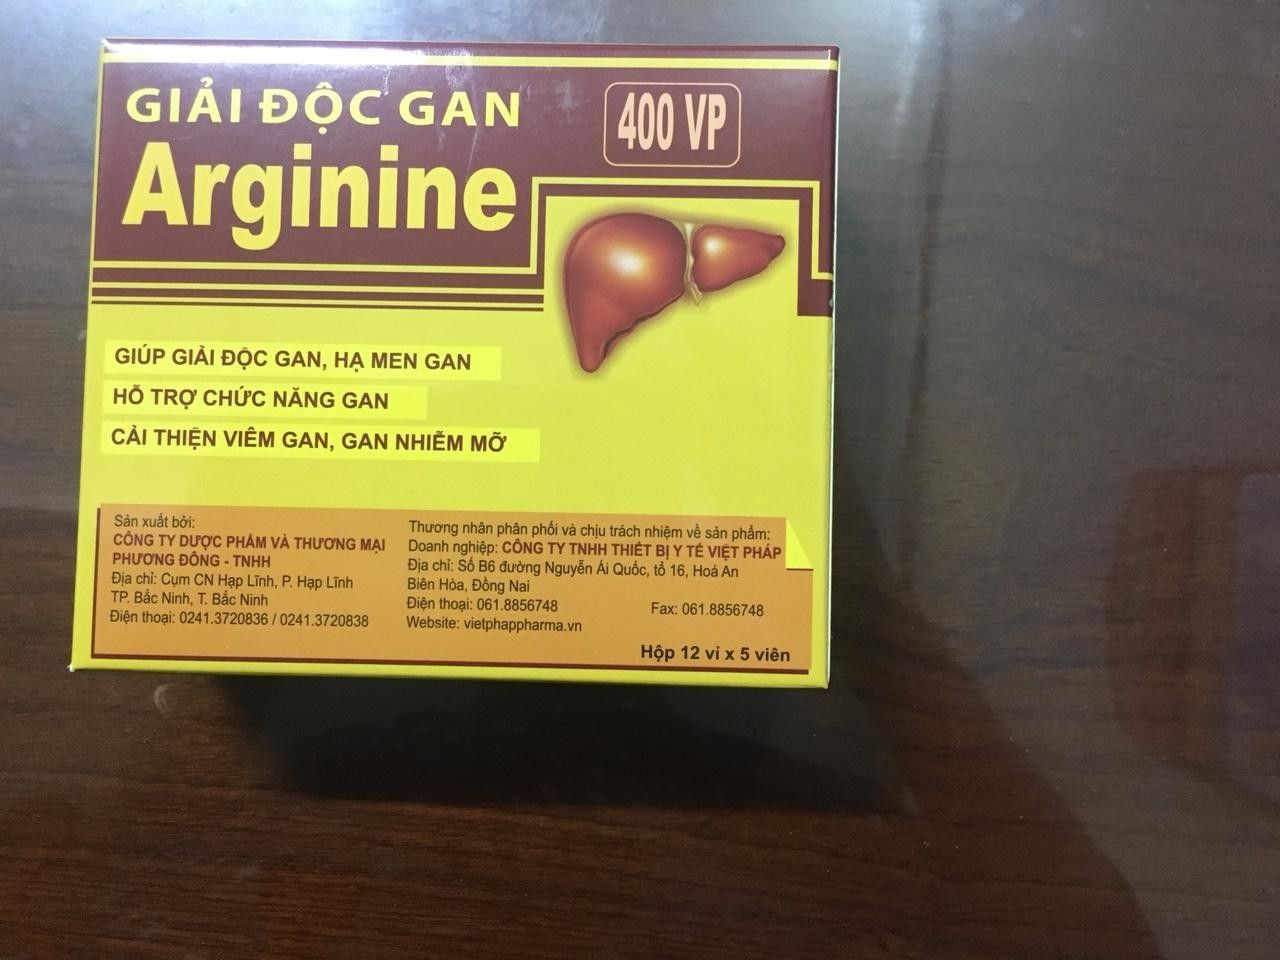 GIẢI ĐỘC GAN
400 VP
Arginine
GIÚP GIẢI ĐỘC GAN, HẠ MEN GAN
HỖ TRỢ CHỨC NĂNG GAN
CẢI THIỆN VIÊM GAN, GAN NHIỄM MỠ
Sản xuất bởi:
CÔNG TY DƯỢC PHẨM VÀ THƯƠNG MẠI
PHƯƠNG ĐÔNG - TNHH
Địa chỉ: Cụm CN Hạp Lĩnh, P. Hạp Lĩnh
TP. Bắc Ninh, T. Bắc Ninh
Điện thoại: 0241.3720836 / 0241.3720838
Thương nhân phân phối và chịu trách nhiệm về sản phẩm:
Doanh nghiệp: CÔNG TY TNHH THIẾT BỊ Y TẾ VIỆT PHÁP
Địa chỉ: Số B6 đường Nguyễn Ái Quốc, tổ 16, Hoá An
Biên Hòa, Đồng Nai
Điện thoại: 061.8856748 Fax: 061.8856748
Website: vietphappharma.vn
Hộp 12 vỉ x 5 viên